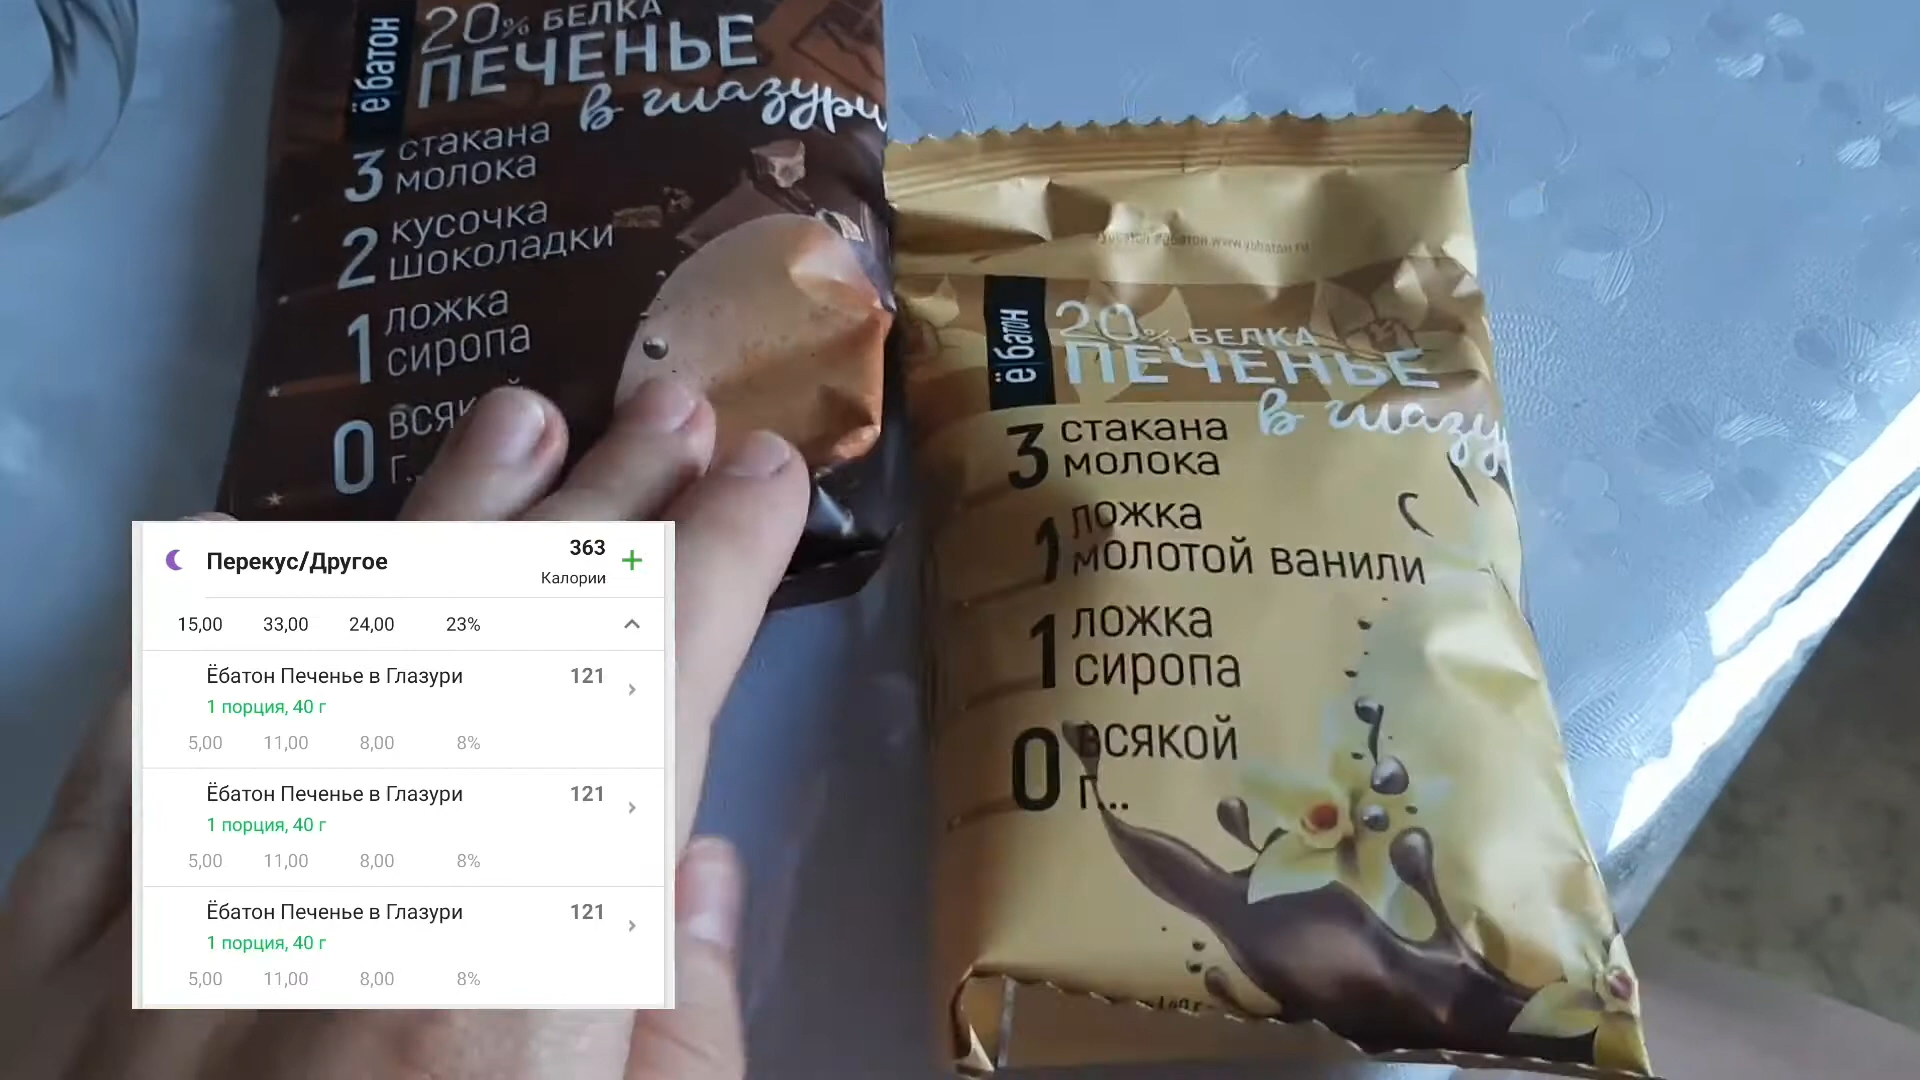 ё|батон
20% БЕЛКА
ПЕЧЕНЬЕ
в глазури
3 стакана
молока
2 кусочка
шоколадки
1 ложка
сиропа
0
г...
www.yobaton.ru
ё|батон
20% БЕЛКА
ПЕЧЕНЬЕ
в глазу
3 стакана
молока
1 ложка
молотой ванили
1 ложка
сиропа
0 всякой
г...
Перекус/Другое
363
Калории
15,00 33,00 24,00 23%
Ёбатон Печенье в Глазури 121
1 порция, 40 г
5,00 11,00 8,00 8%
Ёбатон Печенье в Глазури 121
1 порция, 40 г
5,00 11,00 8,00 8%
Ёбатон Печенье в Глазури 121
1 порция, 40 г
5,00 11,00 8,00 8%